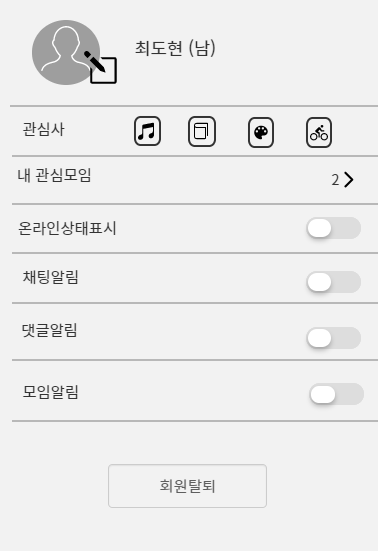 최도현 (남)
관심사
내 관심모임 2
온라인상태표시
채팅알림
댓글알림
모임알림
회원탈퇴